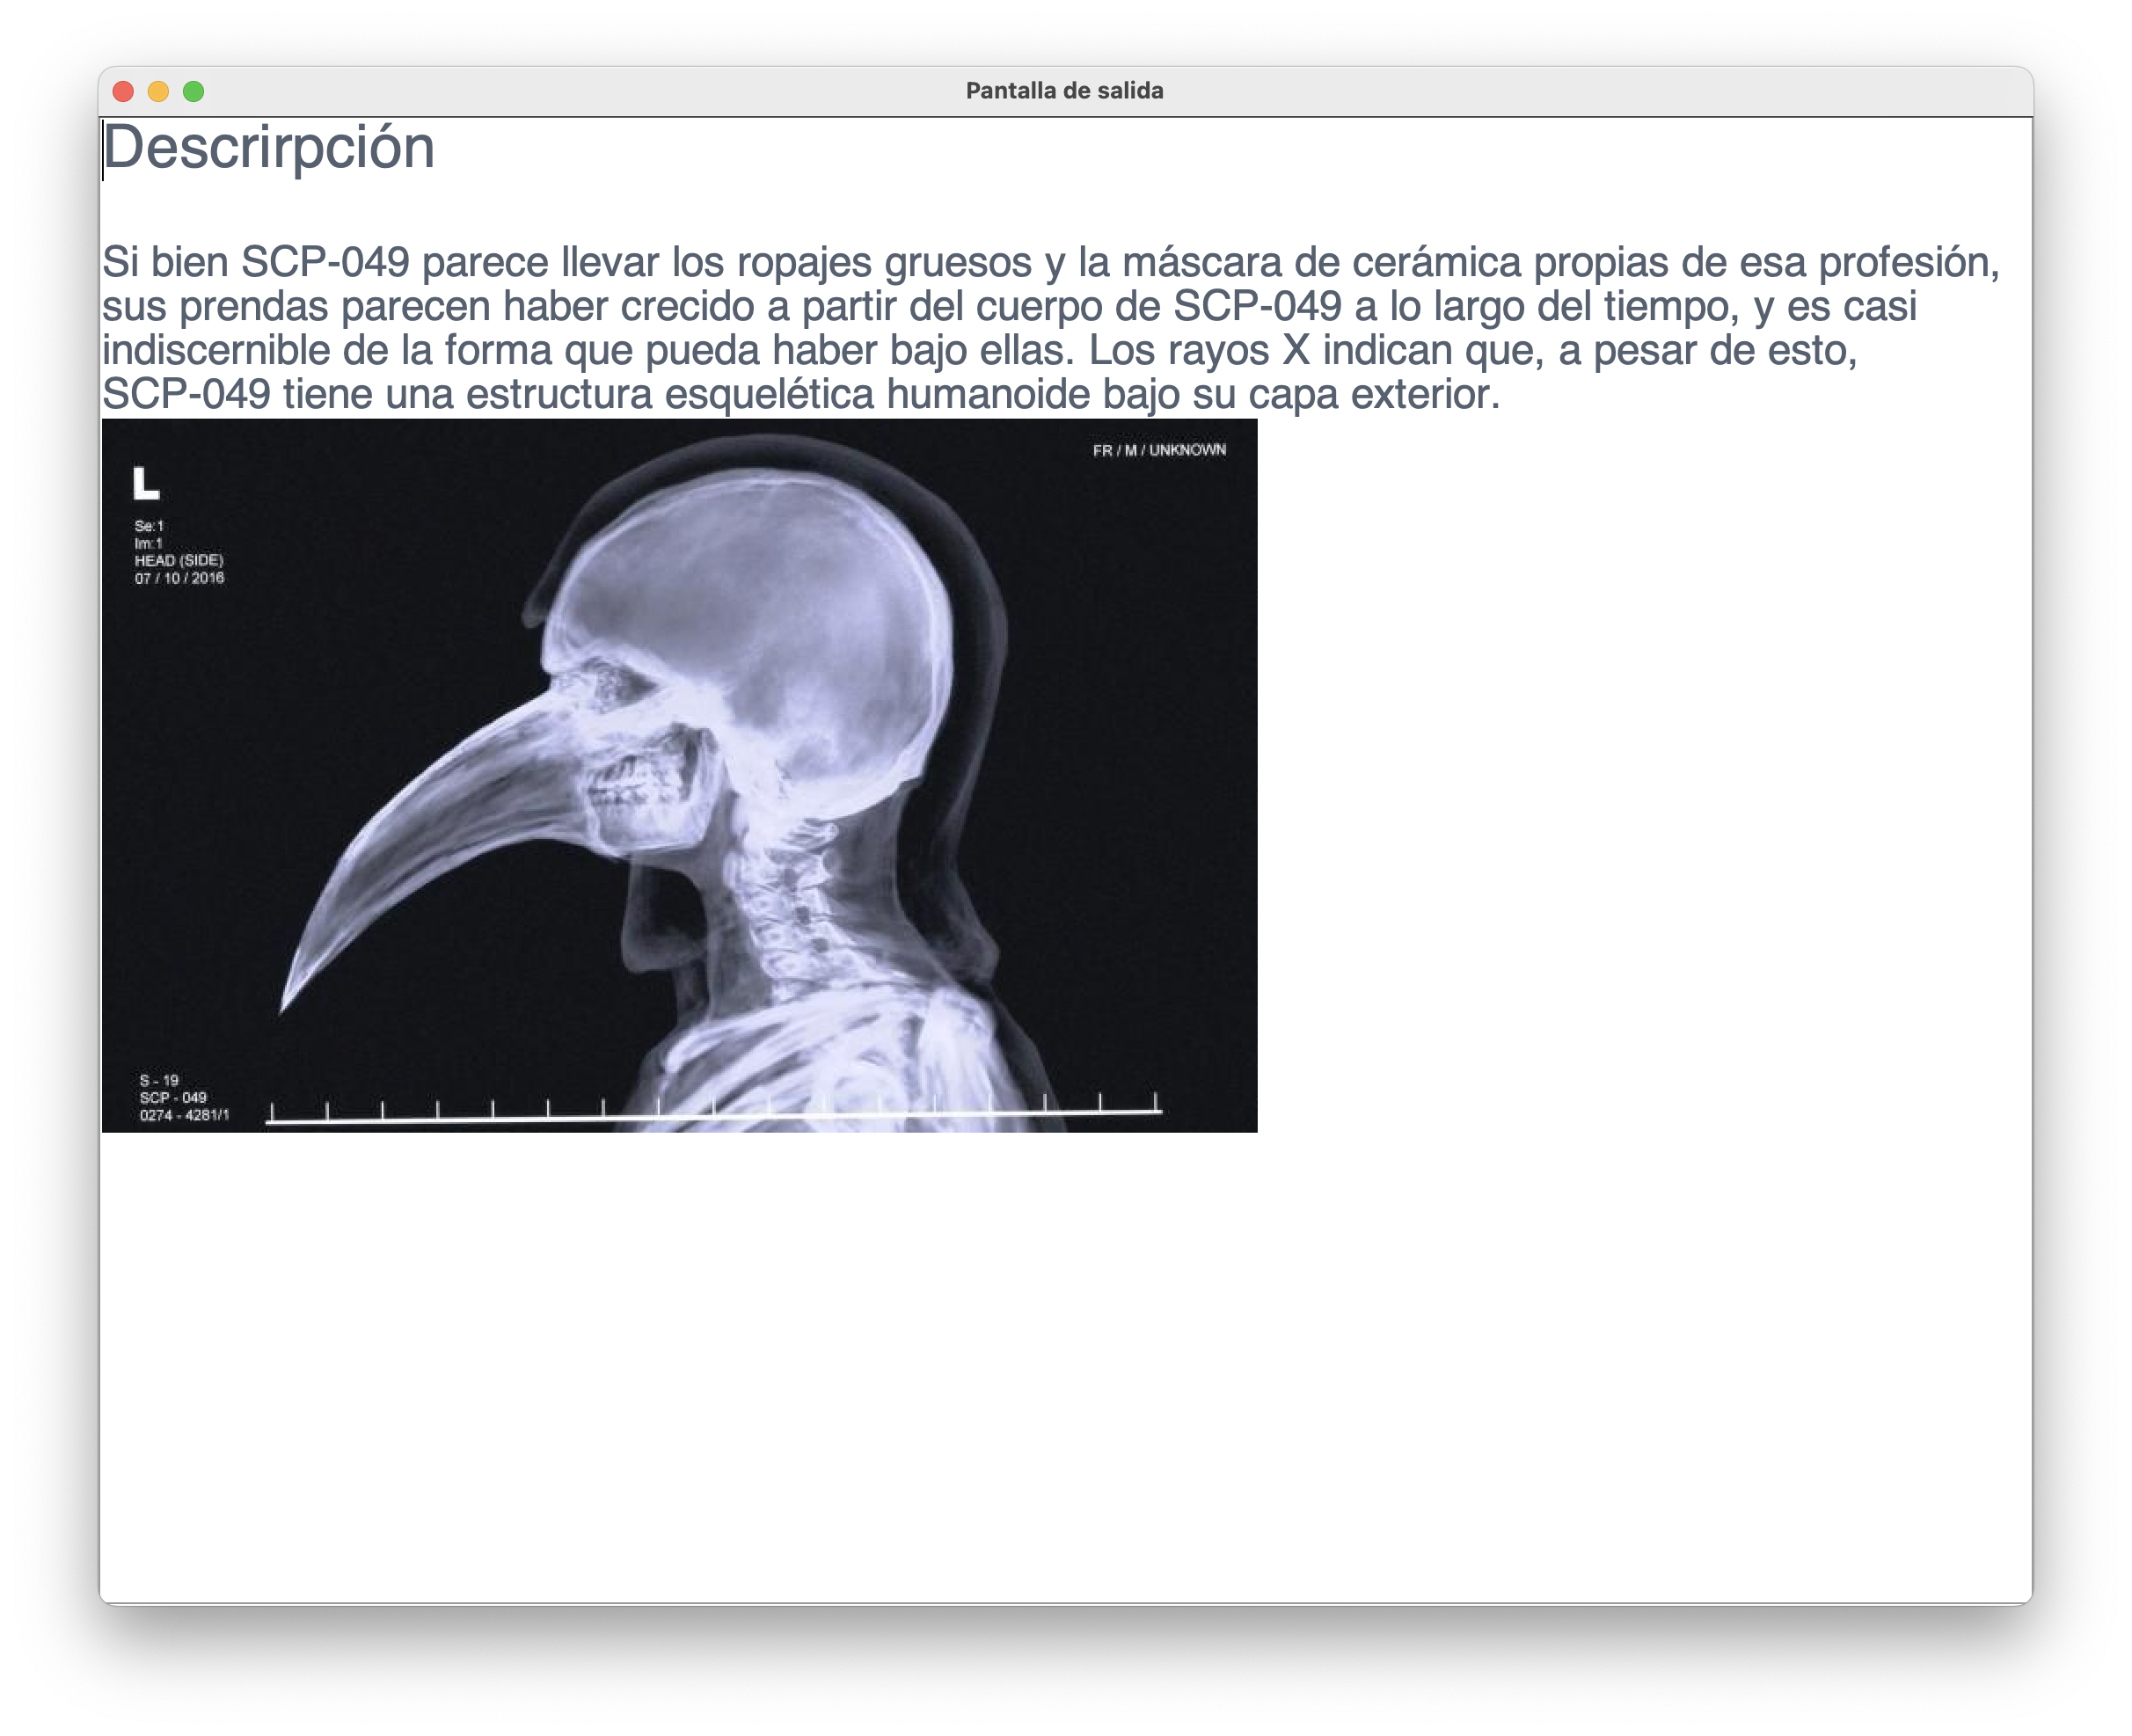 Pantalla de salida
Descrirpción
Si bien SCP-049 parece llevar los ropajes gruesos y la máscara de cerámica propias de esa profesión,
sus prendas parecen haber crecido a partir del cuerpo de SCP-049 a lo largo del tiempo, y es casi
indiscernible de la forma que pueda haber bajo ellas. Los rayos X indican que, a pesar de esto,
SCP-049 tiene una estructura esquelética humanoide bajo su capa exterior.
FR / M / UNKNOWN
L
Se:1
Im:1
HEAD (SIDE)
07 / 10 / 2016
S - 19
SCP - 049
0274 - 4281/1